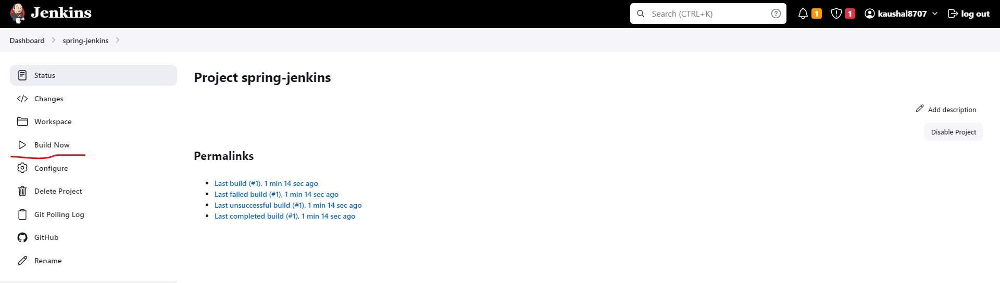 Jenkins
Search (CTRL+K)
1
1
kaushal8707
log out
Dashboard
spring-jenkins
Status
Changes
Workspace
Build Now
Configure
Delete Project
Git Polling Log
GitHub
Rename
Project spring-jenkins
Add description
Disable Project
Permalinks
Last build (#1), 1 min 14 sec ago
Last failed build (#1), 1 min 14 sec ago
Last unsuccessful build (#1), 1 min 14 sec ago
Last completed build (#1), 1 min 14 sec ago